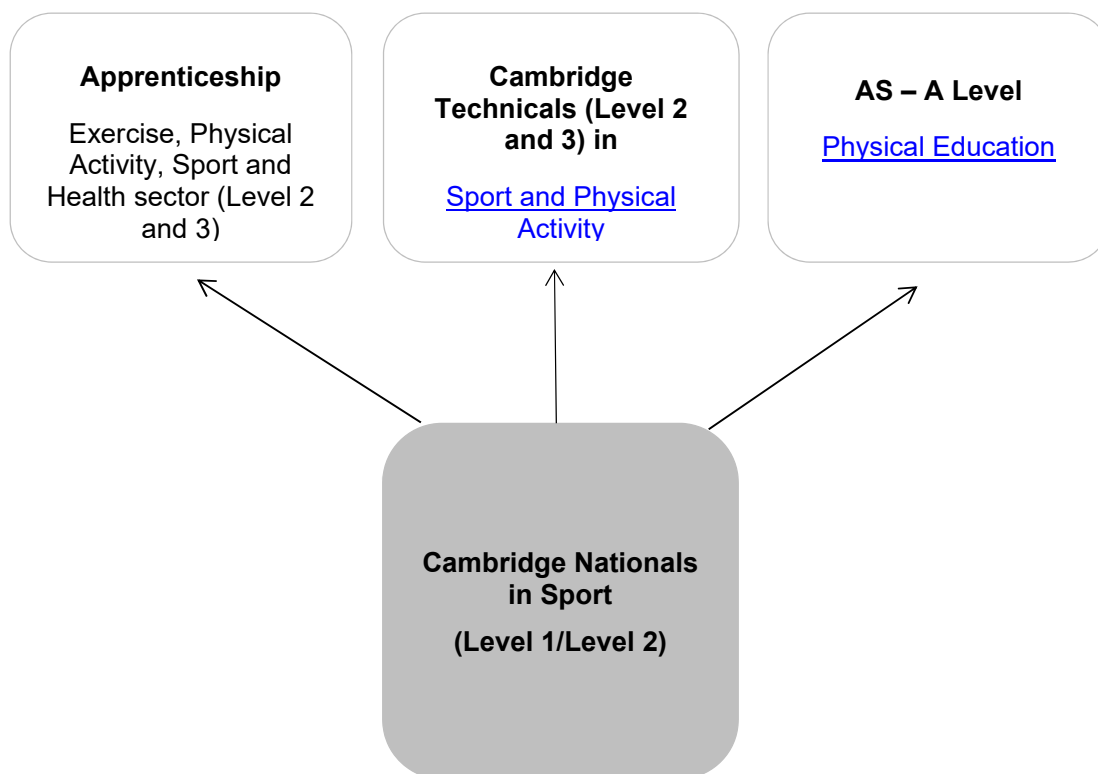 Apprenticeship
Exercise, Physical
Activity, Sport and
Health sector (Level 2
and 3)
Cambridge
Technicals (Level 2
and 3) in
Sport and Physical
Activity
AS – A Level
Physical Education
Cambridge Nationals
in Sport
(Level 1/Level 2)